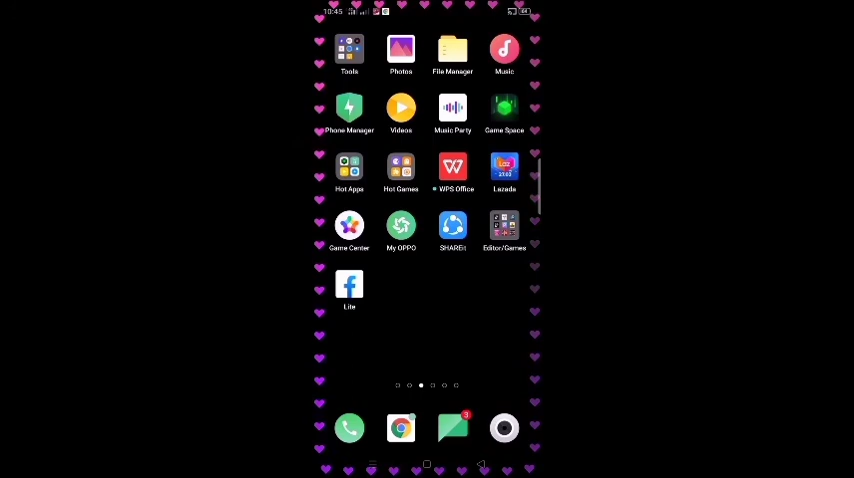 10:45 64
Tools Photos File Manager Music
Phone Manager Videos Music Party Game Space
Hot Apps Hot Games WPS Office Lazada
Game Center My OPPO SHAREit Editor/Games
Lite
3